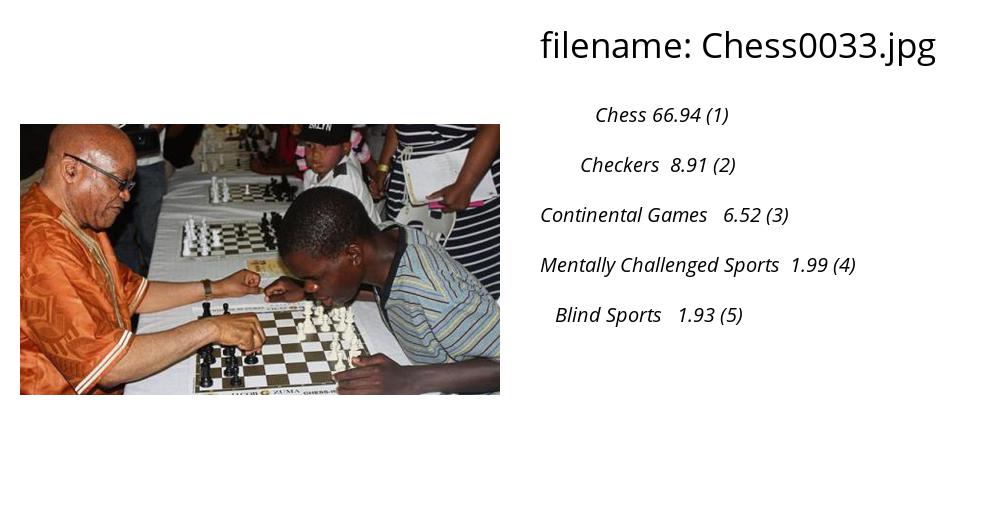 filename: Chess0033.jpg
Chess 66.94 (1)
Checkers 8.91 (2)
Continental Games 6.52 (3)
Mentally Challenged Sports 1.99 (4)
Blind Sports 1.93 (5)
JACOB G ZUMA CHESS